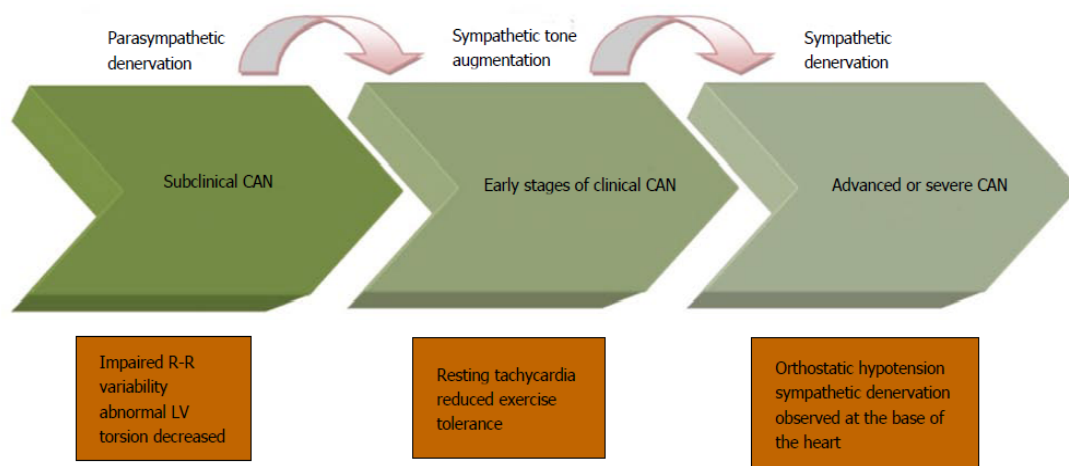 Parasympathetic
denervation
Sympathetic tone
augmentation
Sympathetic
denervation
Subclinical CAN
Early stages of clinical CAN
Advanced or severe CAN
Impaired R-R
variability
abnormal LV
torsion decreased
Resting tachycardia
reduced exercise
tolerance
Orthostatic hypotension
sympathetic denervation
observed at the base of
the heart